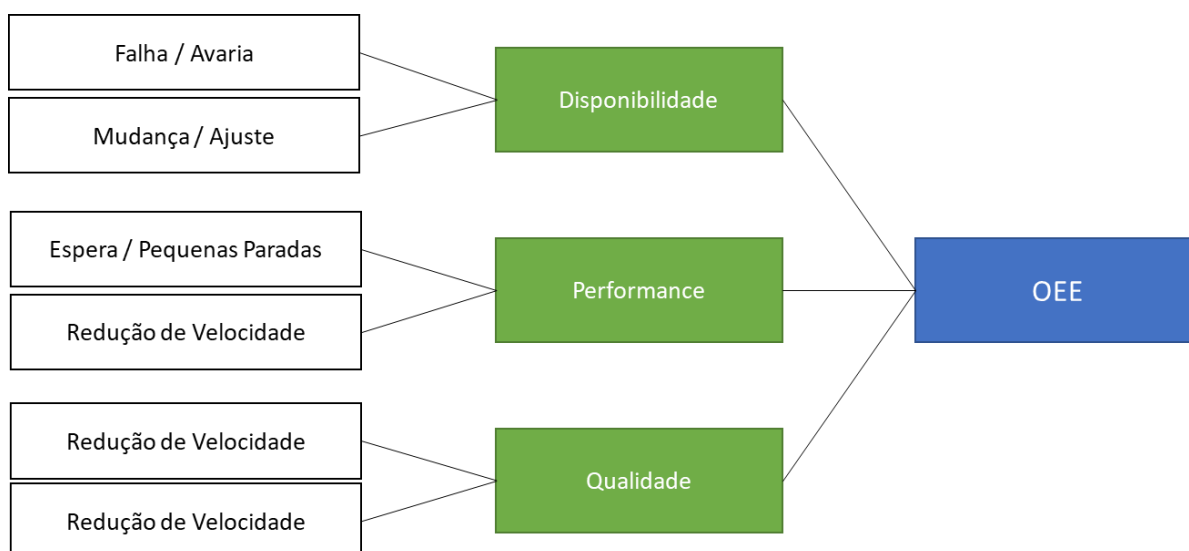 Falha / Avaria
Mudança / Ajuste
Disponibilidade
Espera / Pequenas Paradas
Redução de Velocidade
Performance
OEE
Redução de Velocidade
Redução de Velocidade
Qualidade